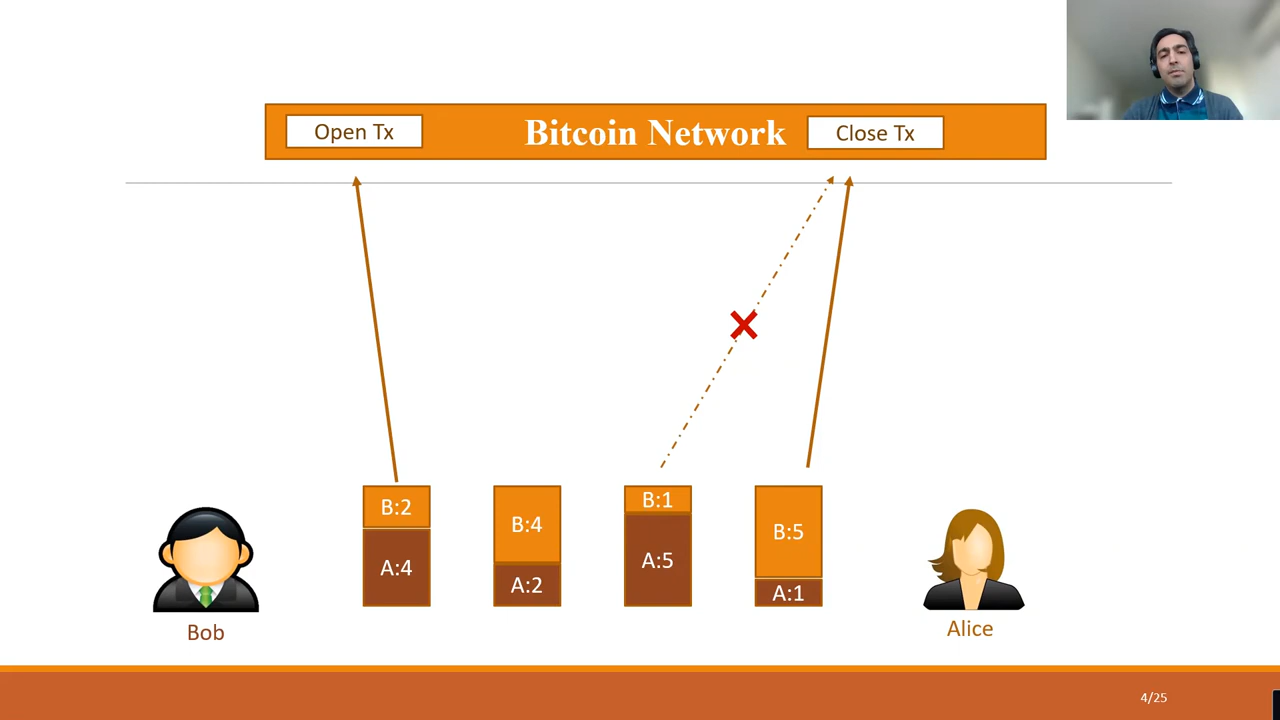 Open Tx
Bitcoin Network
Close Tx
B:2
A:4
B:4
A:2
B:1
A:5
B:5
A:1
Bob
Alice
4/25